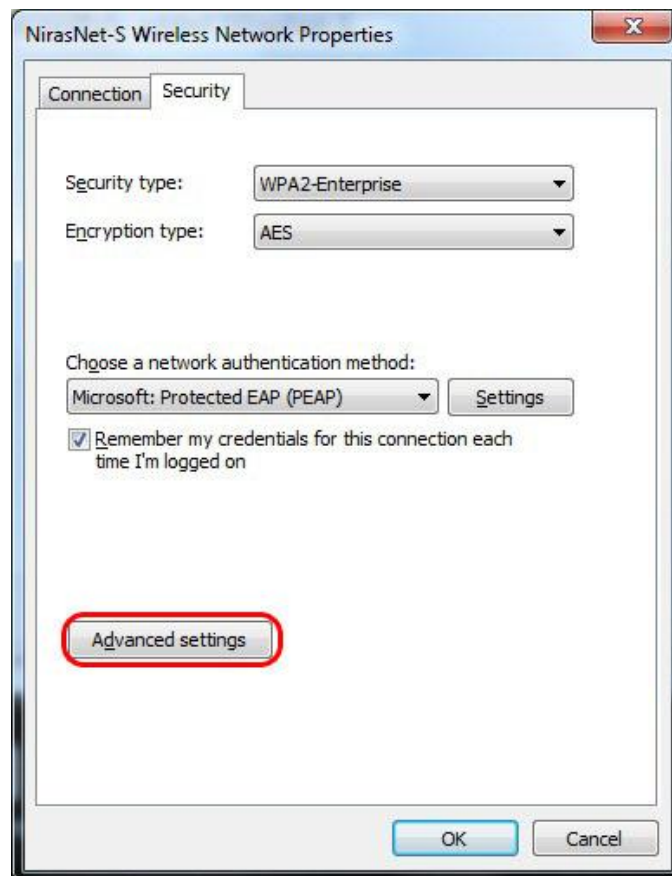 NirasNet-S Wireless Network Properties
Connection
Security
Security type:
WPA2-Enterprise
Encryption type:
AES
Choose a network authentication method:
Microsoft: Protected EAP (PEAP)
Settings
Remember my credentials for this connection each
time I'm logged on
Advanced settings
OK
Cancel